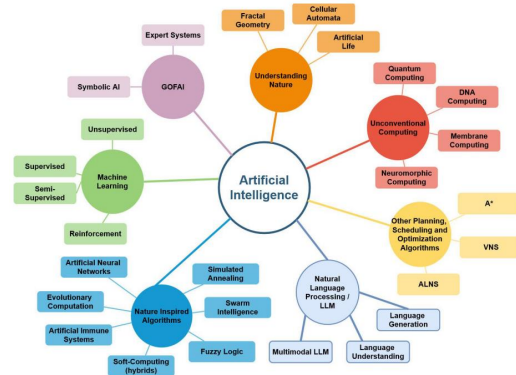 Expert Systems
Symbolic AI
GOFAI
Fractal
Geometry
Cellular
Automata
Artificial
Life
Understanding
Nature
Quantum
Computing
DNA
Computing
Membrane
Computing
Neuromorphic
Computing
Unconventional
Computing
Unsupervised
Supervised
Semi-
Supervised
Reinforcement
Machine
Learning
Artificial
Intelligence
Other Planning,
Scheduling and
Optimization
Algorithms
A*
VNS
ALNS
Artificial Neural
Networks
Evolutionary
Computation
Artificial Immune
Systems
Soft-Computing
(hybrids)
Nature Inspired
Algorithms
Simulated
Annealing
Swarm
Intelligence
Fuzzy Logic
Natural
Language
Processing /
LLM
Multimodal LLM
Language
Understanding
Language
Generation